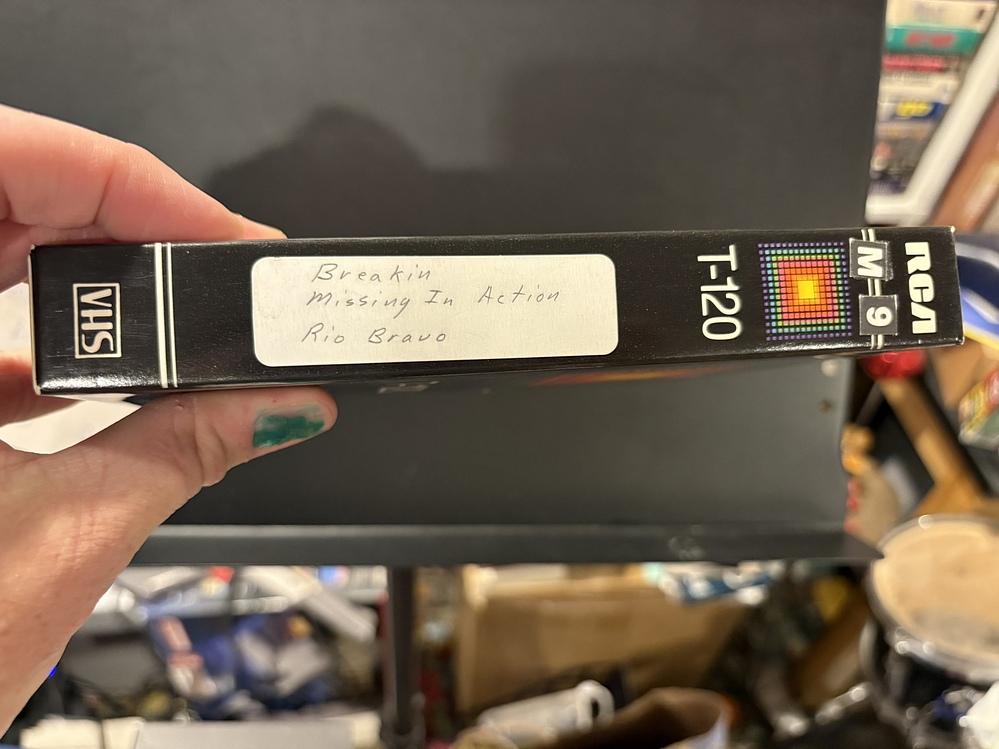 VHS
Breakin
Missing In Action
Rio Bravo
T-120
M-9
RCA